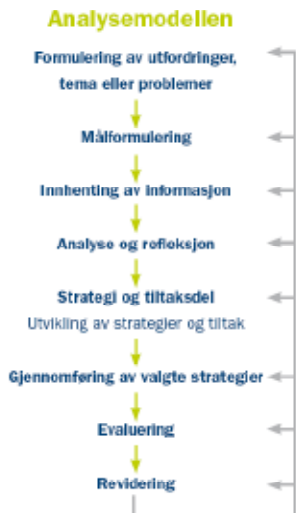 Analysemodellen
Formulering av utfordringer,
tema eller problemer
Målformulering
Innhenting av informasjon
Analyse og refleksjon
Strategi og tiltaksdel
Utvikling av strategier og tiltak
Gjennomføring av valgte strategier
Evaluering
Revidering